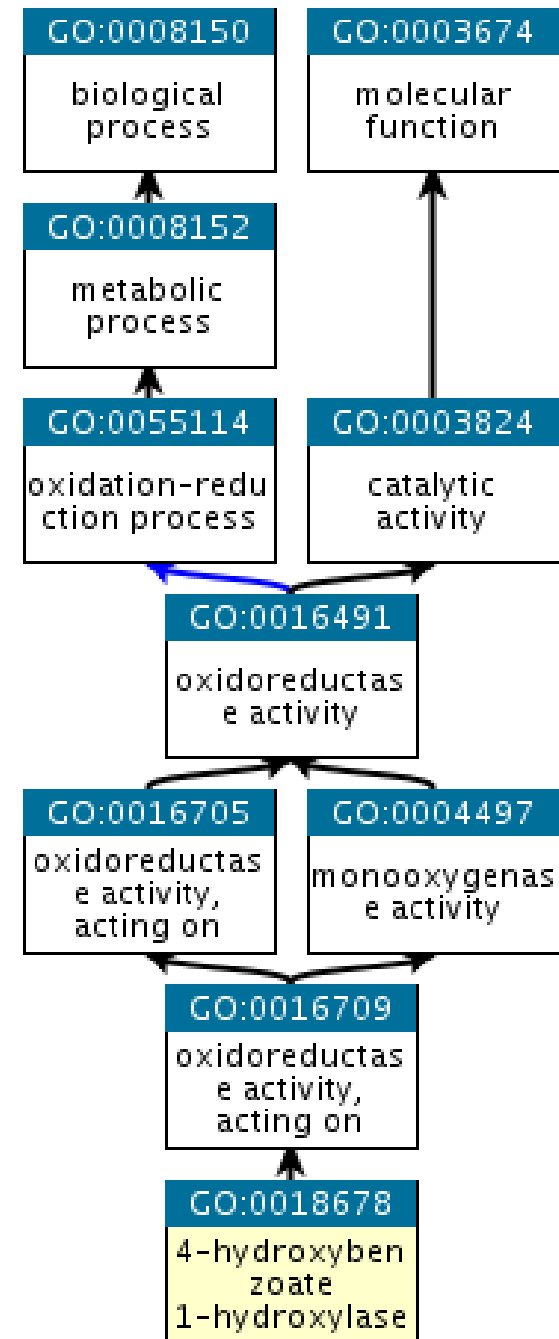 GO:0008150
biological
process
GO:0003674
molecular
function
GO:0008152
metabolic
process
GO:0055114
oxidation-redu
ction process
GO:0003824
catalytic
activity
GO:0016491
oxidoreductas
e activity
GO:0016705
oxidoreductas
e activity,
acting on
GO:0004497
monooxygenas
e activity
GO:0016709
oxidoreductas
e activity,
acting on
GO:0018678
4-hydroxyben
zoate
1-hydroxylase